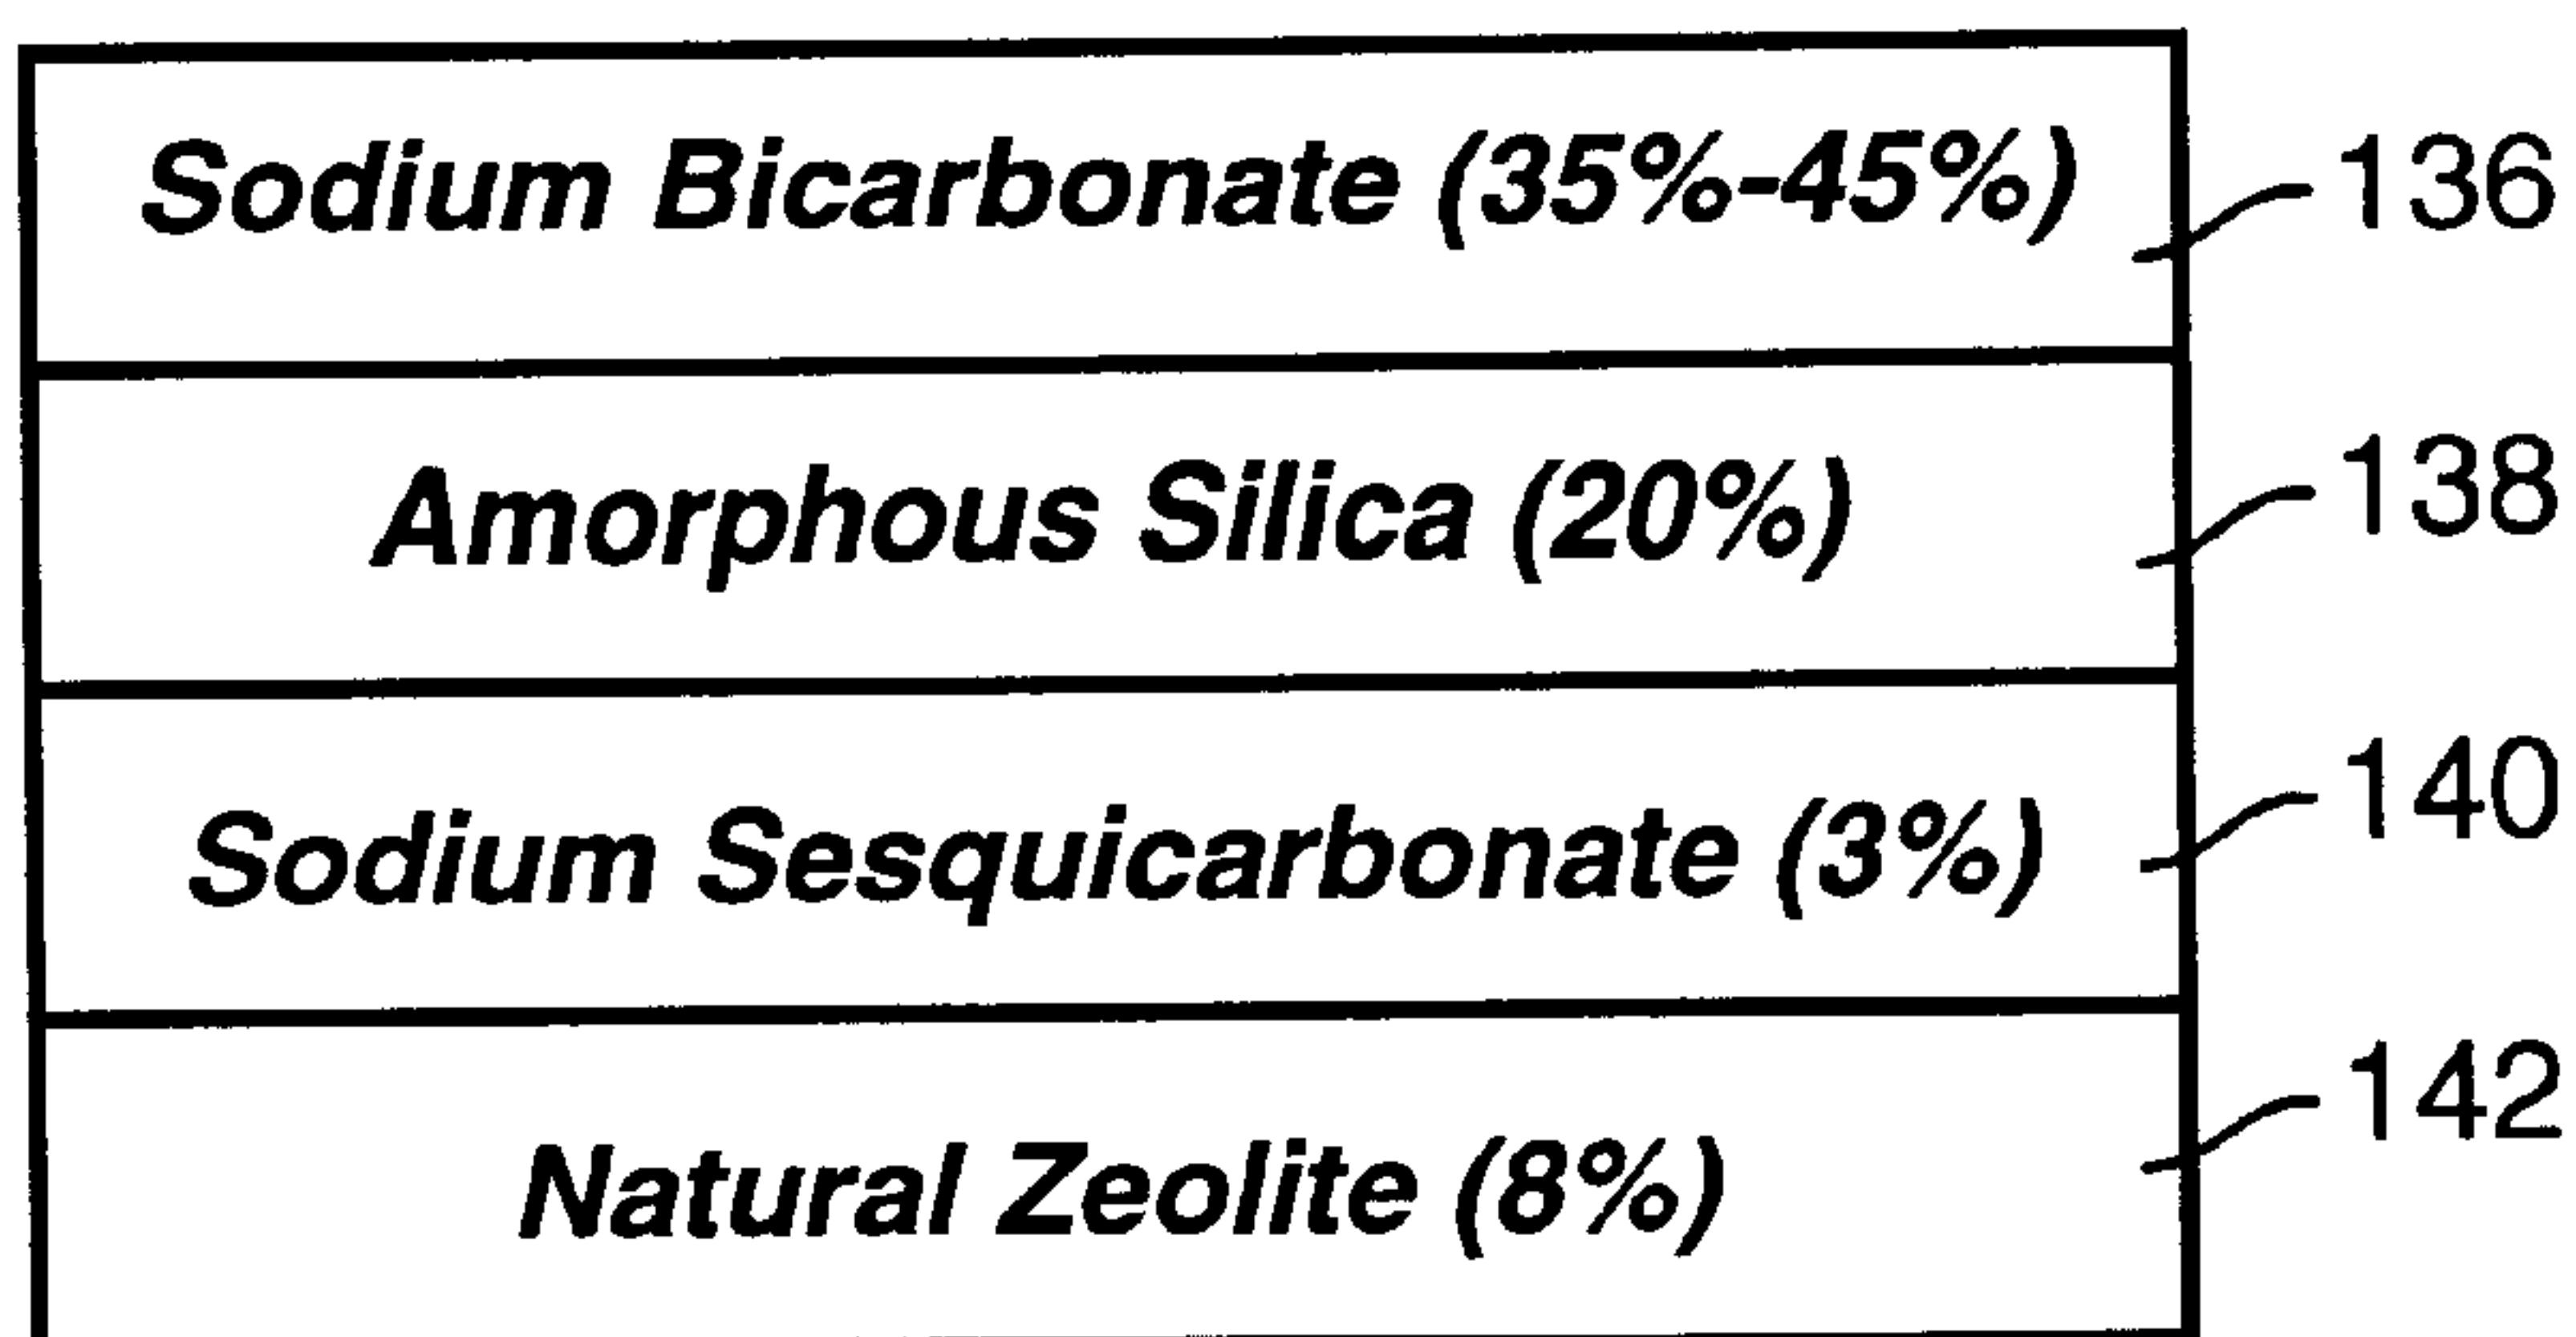 Sodium Bicarbonate (35%-45%) 136
Amorphous Silica (20%) 138
Sodium Sesquicarbonate (3%) 140
Natural Zeolite (8%) 142